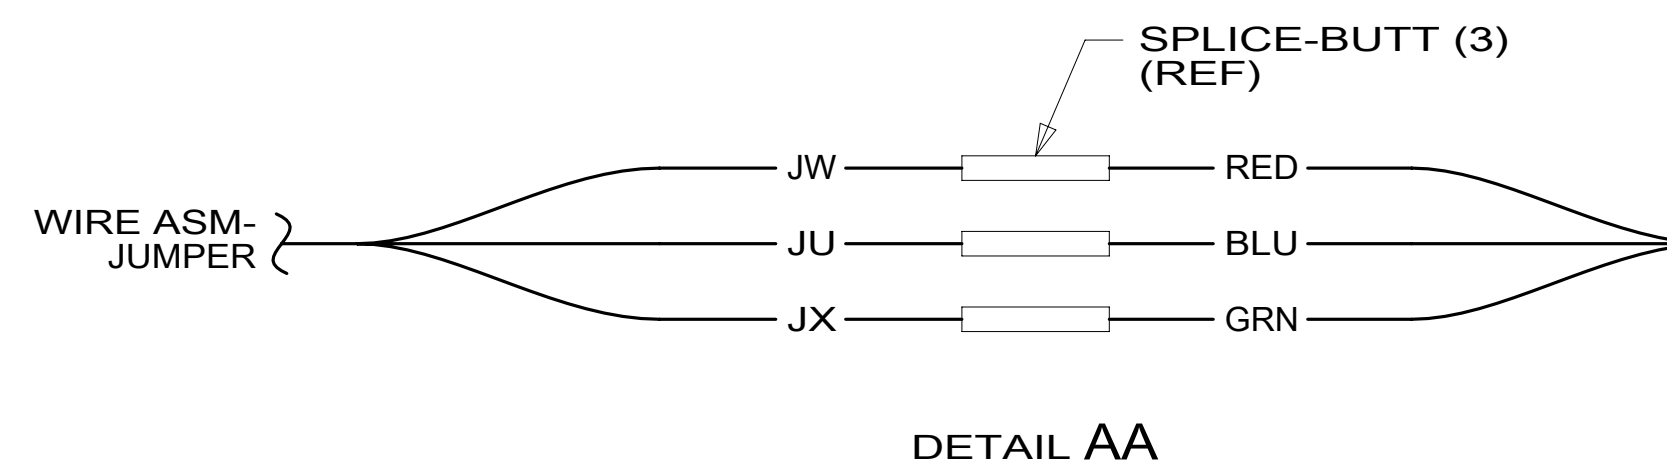 SPLICE-BUTT (3)
(REF)
JW
RED
WIRE ASM-
JUMPER
JU
BLU
JX
GRN
DETAIL AA